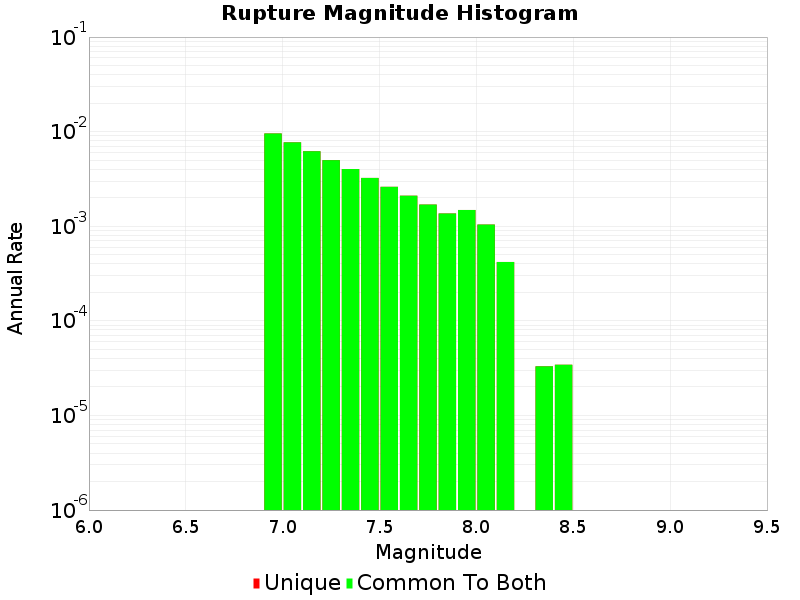 Rupture Magnitude Histogram
10^-1
10^-2
10^-3
10^-4
10^-5
10^-6
Annual Rate
6.0 6.5 7.0 7.5 8.0 8.5 9.0 9.5
Magnitude
Unique Common To Both